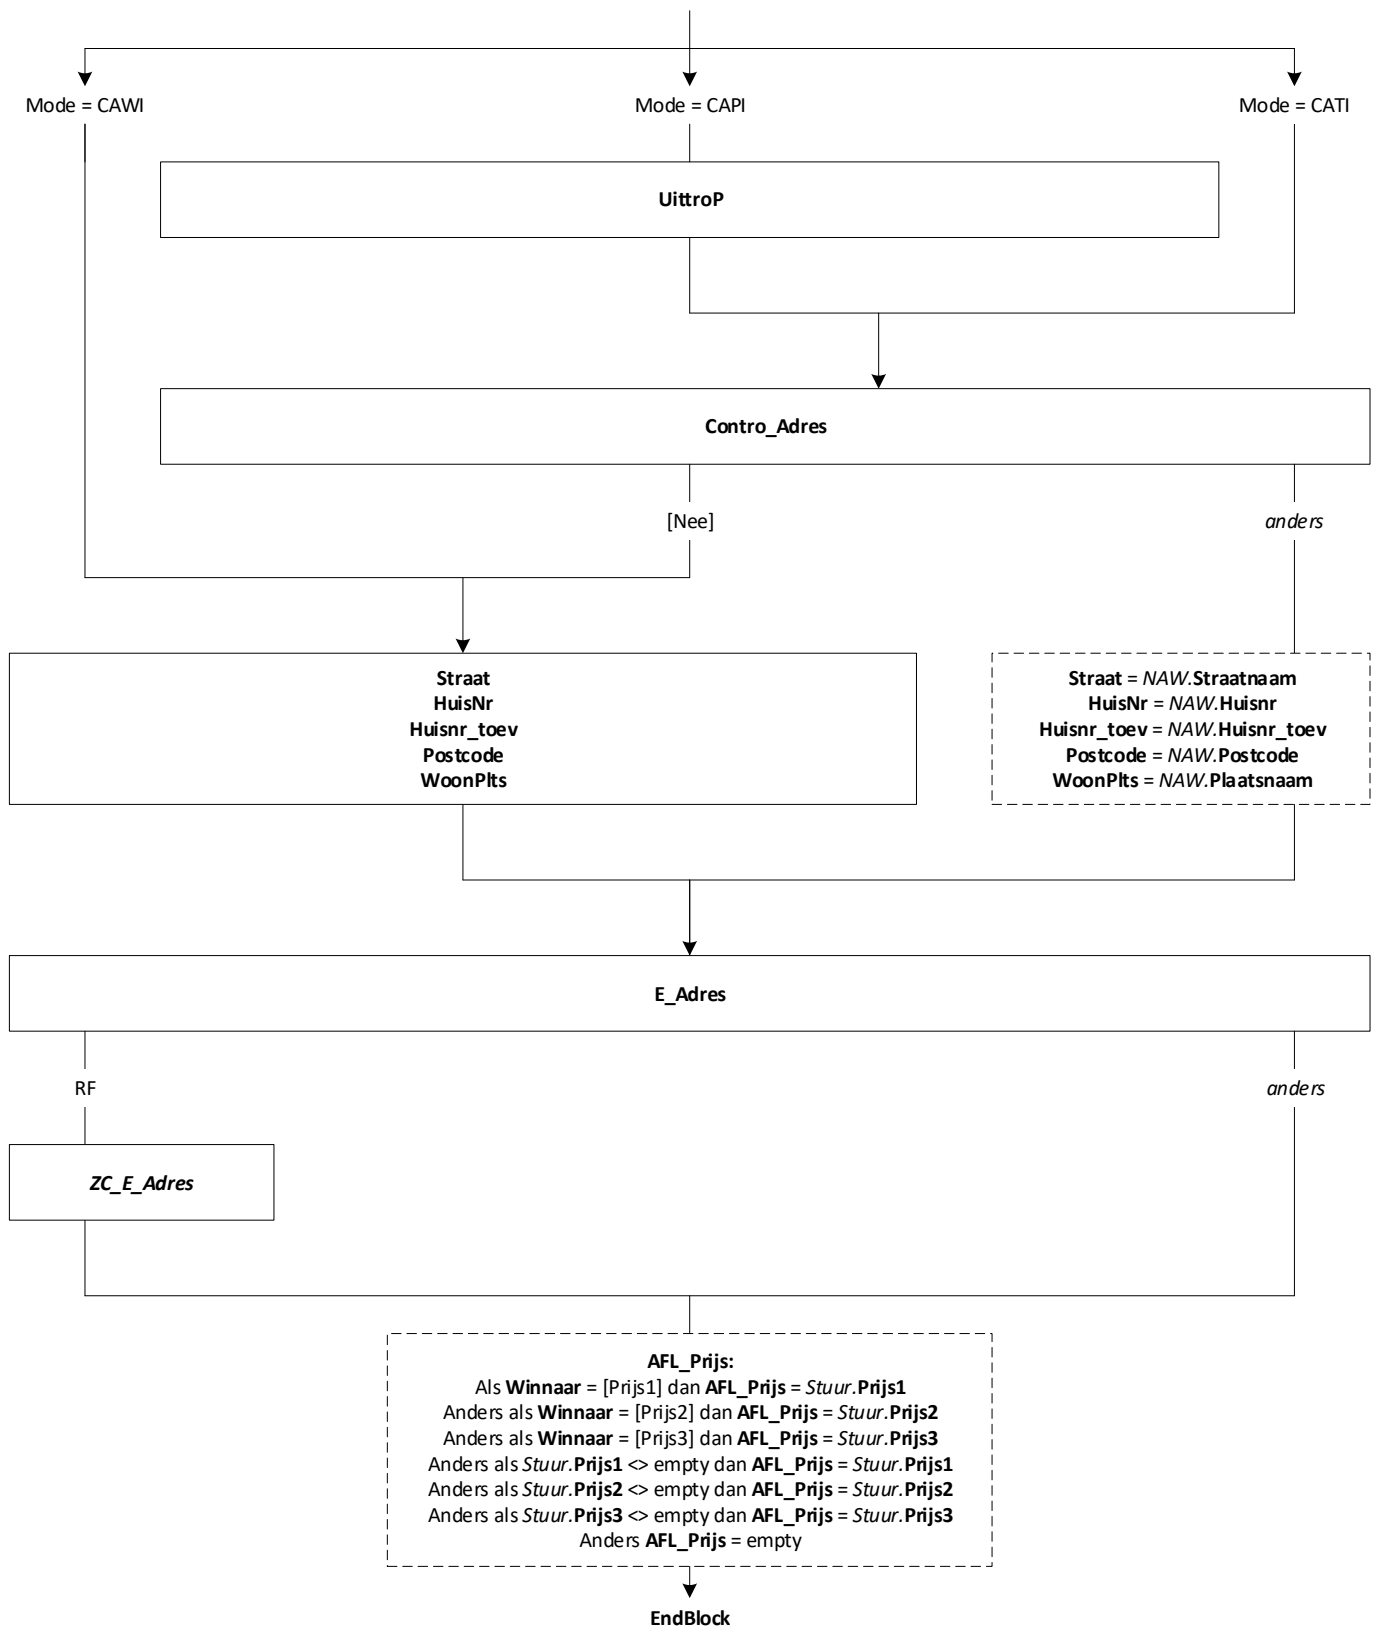 Mode = CAWI
Mode = CAPI
Mode = CATI
UittroP
Contro_Adres
[Nee]
anders
Straat
HuisNr
Huisnr_toev
Postcode
WoonPlts
Straat = NAW.Straatnaam
HuisNr = NAW.Huisnr
Huisnr_toev = NAW.Huisnr_toev
Postcode = NAW.Postcode
WoonPlts = NAW.Plaatsnaam
E_Adres
RF
anders
ZC_E_Adres
AFL_Prijs:
Als Winnaar = [Prijs1] dan AFL_Prijs = Stuur.Prijs1
Anders als Winnaar = [Prijs2] dan AFL_Prijs = Stuur.Prijs2
Anders als Winnaar = [Prijs3] dan AFL_Prijs = Stuur.Prijs3
Anders als Stuur.Prijs1 <> empty dan AFL_Prijs = Stuur.Prijs1
Anders als Stuur.Prijs2 <> empty dan AFL_Prijs = Stuur.Prijs2
Anders als Stuur.Prijs3 <> empty dan AFL_Prijs = Stuur.Prijs3
Anders AFL_Prijs = empty
EndBlock